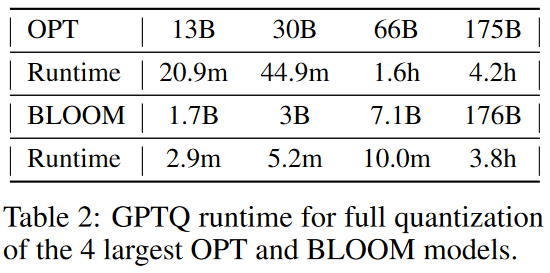 OPT 13B 30B 66B 175B
Runtime 20.9m 44.9m 1.6h 4.2h
BLOOM 1.7B 3B 7.1B 176B
Runtime 2.9m 5.2m 10.0m 3.8h
Table 2: GPTQ runtime for full quantization
of the 4 largest OPT and BLOOM models.